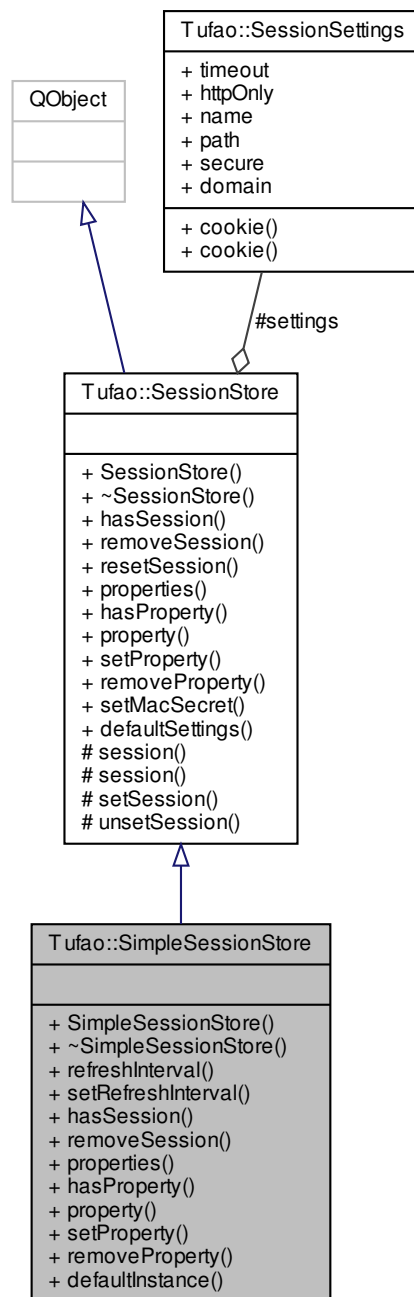 Tufao::SessionSettings
+ timeout
+ httpOnly
+ name
+ path
+ secure
+ domain
+ cookie()
+ cookie()
QObject
#settings
Tufao::SessionStore
+ SessionStore()
+ ~SessionStore()
+ hasSession()
+ removeSession()
+ resetSession()
+ properties()
+ hasProperty()
+ property()
+ setProperty()
+ removeProperty()
+ setMacSecret()
+ defaultSettings()
# session()
# session()
# setSession()
# unsetSession()
Tufao::SimpleSessionStore
+ SimpleSessionStore()
+ ~SimpleSessionStore()
+ refreshInterval()
+ setRefreshInterval()
+ hasSession()
+ removeSession()
+ properties()
+ hasProperty()
+ property()
+ setProperty()
+ removeProperty()
+ defaultInstance()